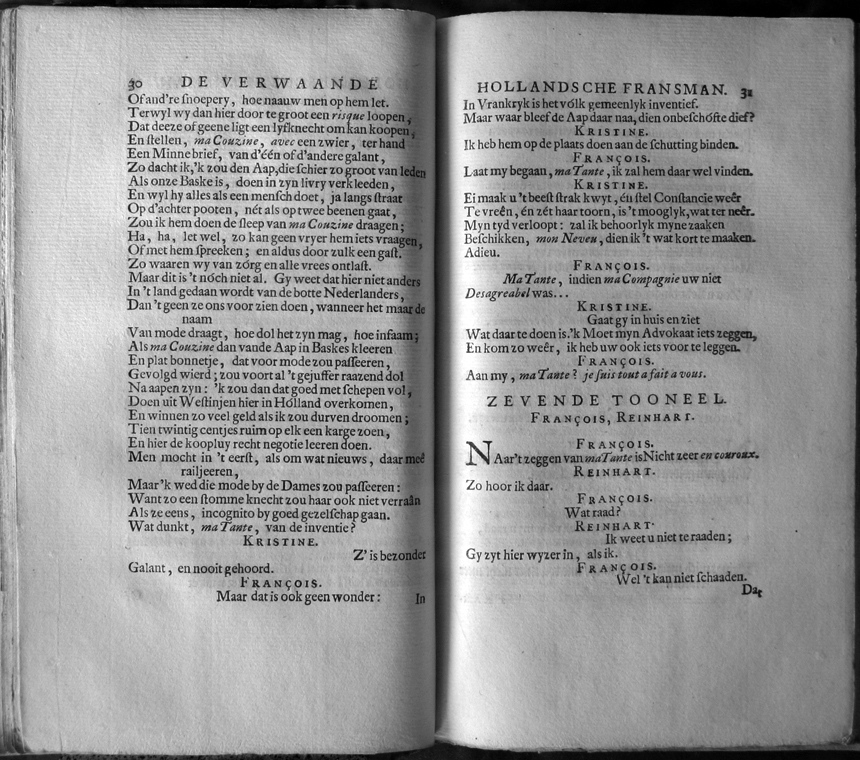 30 DE VERWAANDE
Of and're ſnoepery, hoe naauw men op hem let.
Terwyl wy dan hier door te groot een risque loopen,
Dat deeze of geene ligt een lyfknecht om kan koopen,
En ſtellen, ma Couzine, avec een zwier, ter hand
Een Minnebrief, van d'één of d'andere galant,
Zo dacht ik,'k zou den Aap,die ſchier zo groot van leden
Als onze Baske is, doen in zyn livry verkleeden,
En wyl hy alles als een menſch doet, ja langs ſtraat
Op d'achter pooten, nét als op twee beenen gaat,
Zou ik hem doen de ſleep van ma Couzine draagen;
Ha, ha, let wel, zo kan geen vryer hem iets vraagen,
Of met hem ſpreeken; en aldus door zulk een gaſt.
Zo waaren wy van zórg en alle vrees ontlaſt.
Maar dit is 't nóch niet al. Gy weet dat hier niet anders
In 't land gedaan wordt van de botte Nederlanders,
Dan 't geen ze ons voor zien doen, wanneer het maar de
naam
Van mode draagt, hoe dol het zyn mag, hoe infaam;
Als ma Couzine dan vande Aap in Baskes kleeren
En plat bonnetje, dat voor mode zou paſſeeren,
Gevolgd wierd; zou voort al 't gejuffer raazend dol
Na aapen zyn: 'k zou dan dat goed met ſchepen vol,
Doen uit Weſtinjen hier in Hólland overkomen,
En winnen zo veel geld als ik zou durven droomen;
Tien twintig centjes ruim op elk een karge zoen,
En hier de koopluy recht negotie leeren doen.
Men mocht in 't eerſt, als om wat nieuws, daar meê
railjeeren,
Maar 'k wed die mode by de Dames zou paſſeeren:
Want zo een ſtomme knecht zou haar ook niet verraân
Als ze eens, incognito by goed gezelſchap gaan.
Wat dunkt, ma Tante, van de inventie?
KRISTINE.
Z' is bezonder
Galant, en nooit gehoord.
FRANÇOIS.
Maar dat is ook geen wonder:
In
HOLLANDSCHE FRANSMAN. 31
In Vrankryk is het vólk gemeenlyk inventief.
Maar waar bleef de Aap daar naa, dien onbeſchófte dief?
KRISTINE.
Ik heb hem op de plaats doen aan de ſchutting binden.
FRANÇOIS.
Laat my begaan, ma Tante, ik zal hem daar wel vinden.
KRISTINE.
Ei maak u 't beeſt ſtrak kwyt, én ſtel Conſtancie weêr
Te vreên, én zét haar toorn, is 't mooglyk, wat ter neêr.
Myn tyd verloopt: zal ik behoorlyk myne zaaken
Beſchikken, mon Neveu, dien ik 't wat kort te maaken.
Adieu.
FRANÇOIS.
Ma Tante, indien ma Compagnie uw niet
Desagreabel was...
KRISTINE.
Gaat gy in huis en ziet
Wat daar te doen is.'k Moet myn Advokaat iets zeggen,
En kom zo weêr, ik heb uw ook iets voor te leggen.
FRANÇOIS.
Aan my, ma Tante? je ſuis tout a fait a vous.
ZEVENDE TOONEEL.
FRANÇOIS, REINHART.
FRANÇOIS.
NAar't zeggen van ma Tante is Nicht zeer en couroux.
REINHART.
Zo hoor ik daar.
FRANÇOIS.
Wat raad?
REINHART.
Ik weet u niet te raaden;
Gy zyt hier wyzer in, als ik.
FRANÇOIS.
Wel 't kan niet ſchaaden.
Dat